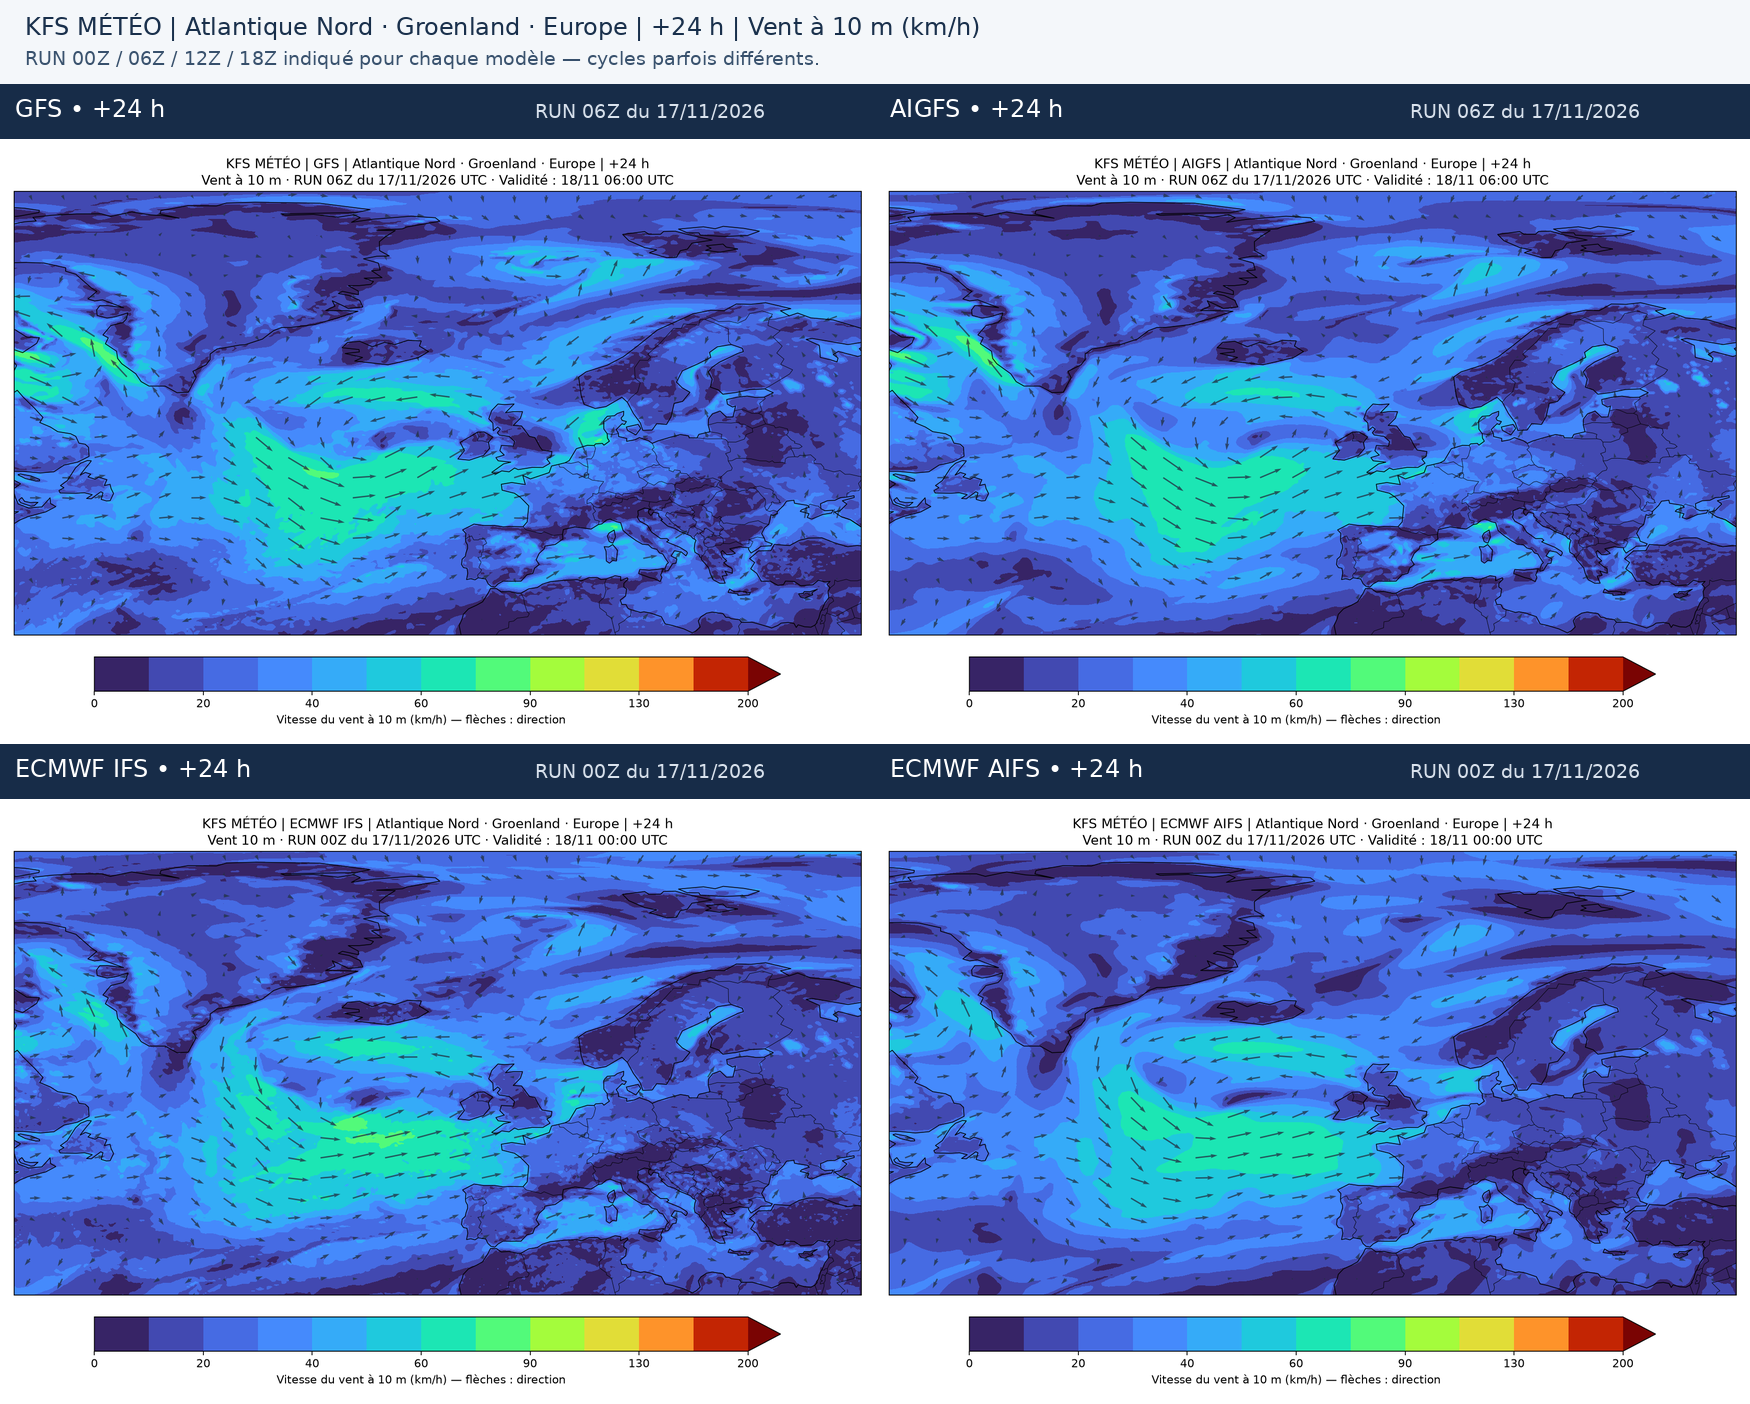 KFS MÉTÉO | Atlantique Nord · Groenland · Europe | +24 h | Vent à 10 m (km/h)
RUN 00Z / 06Z / 12Z / 18Z indiqué pour chaque modèle — cycles parfois différents.
GFS • +24 h
RUN 06Z du 17/11/2026
KFS MÉTÉO | GFS | Atlantique Nord · Groenland · Europe | +24 h
Vent à 10 m · RUN 06Z du 17/11/2026 UTC · Validité : 18/11 06:00 UTC
0 20 40 60 90 130 200
Vitesse du vent à 10 m (km/h) — flèches : direction
AIGFS • +24 h
RUN 06Z du 17/11/2026
KFS MÉTÉO | AIGFS | Atlantique Nord · Groenland · Europe | +24 h
Vent à 10 m · RUN 06Z du 17/11/2026 UTC · Validité : 18/11 06:00 UTC
0 20 40 60 90 130 200
Vitesse du vent à 10 m (km/h) — flèches : direction
ECMWF IFS • +24 h
RUN 00Z du 17/11/2026
KFS MÉTÉO | ECMWF IFS | Atlantique Nord · Groenland · Europe | +24 h
Vent 10 m · RUN 00Z du 17/11/2026 UTC · Validité : 18/11 00:00 UTC
0 20 40 60 90 130 200
Vitesse du vent à 10 m (km/h) — flèches : direction
ECMWF AIFS • +24 h
RUN 00Z du 17/11/2026
KFS MÉTÉO | ECMWF AIFS | Atlantique Nord · Groenland · Europe | +24 h
Vent 10 m · RUN 00Z du 17/11/2026 UTC · Validité : 18/11 00:00 UTC
0 20 40 60 90 130 200
Vitesse du vent à 10 m (km/h) — flèches : direction